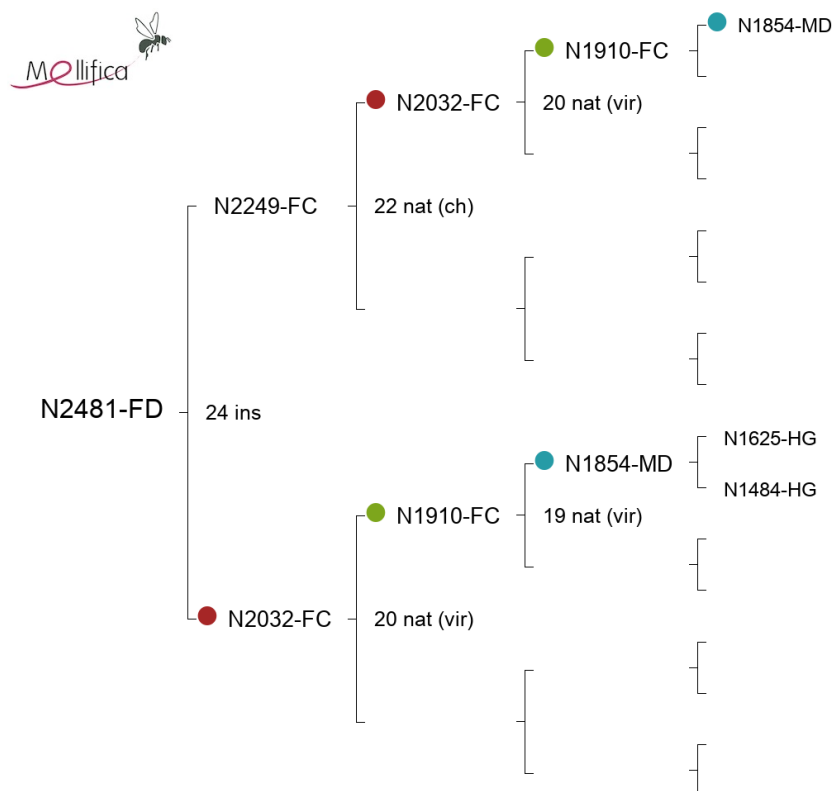 Mellifica
N1854-MD
N1910-FC
N2032-FC
20 nat (vir)
N2249-FC
22 nat (ch)
N2481-FD
24 ins
N1625-HG
N1854-MD
N1484-HG
N1910-FC
19 nat (vir)
N2032-FC
20 nat (vir)